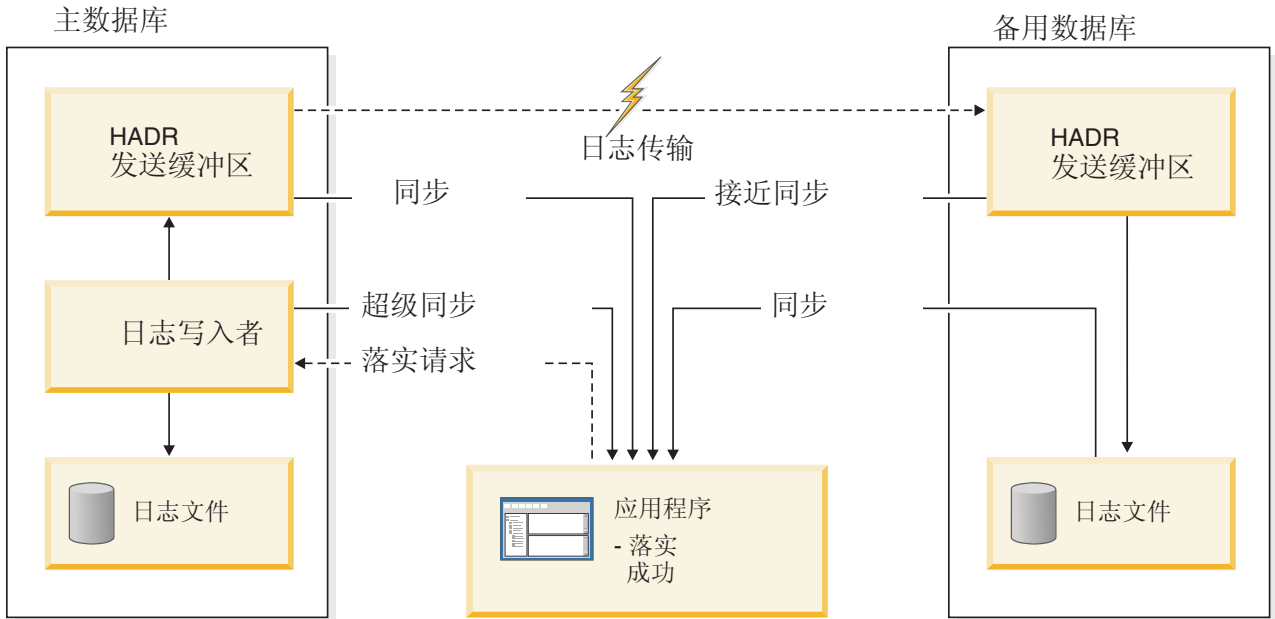 主数据库
备用数据库
HADR
发送缓冲区
日志传输
HADR
发送缓冲区
同步
接近同步
日志写入者
超级同步
同步
落实请求
日志文件
应用程序
- 落实
成功
日志文件